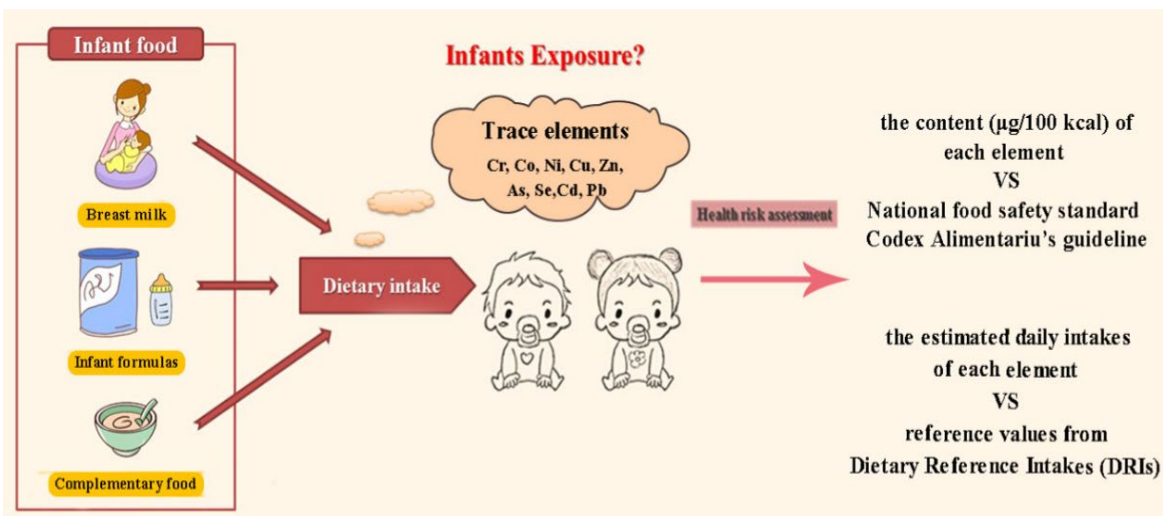 Infant food
Breast milk
Infant formulas
Complementary food
Dietary intake
Infants Exposure?
Trace elements
Cr, Co, Ni, Cu, Zn,
As, Se,Cd, Pb
Health risk assessment
the content (μg/100 kcal) of
each element
VS
National food safety standard
Codex Alimentariu's guideline
the estimated daily intakes
of each element
VS
reference values from
Dietary Reference Intakes (DRIs)